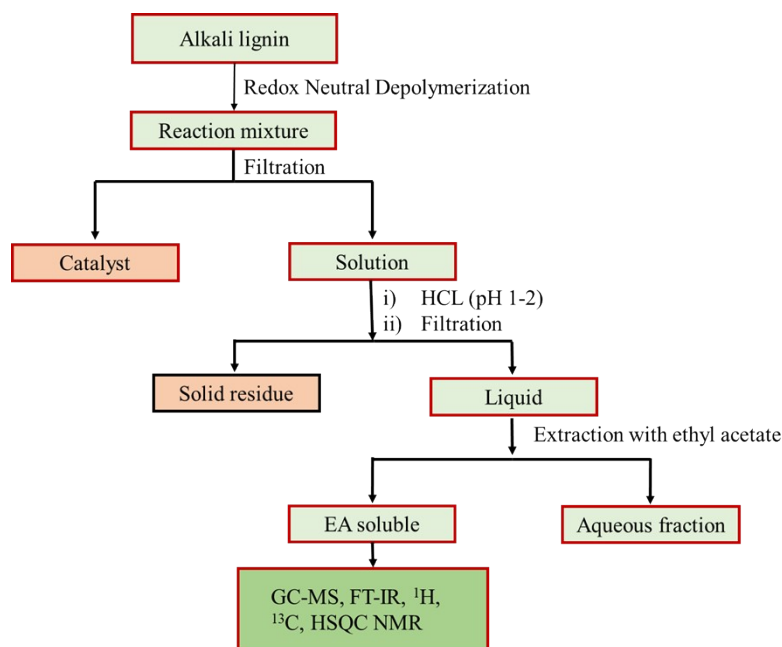 Alkali lignin
Redox Neutral Depolymerization
Reaction mixture
Filtration
Catalyst
Solution
i) HCL (pH 1-2)
ii) Filtration
Solid residue
Liquid
Extraction with ethyl acetate
EA soluble
Aqueous fraction
GC-MS, FT-IR, ¹H,
¹³C, HSQC NMR